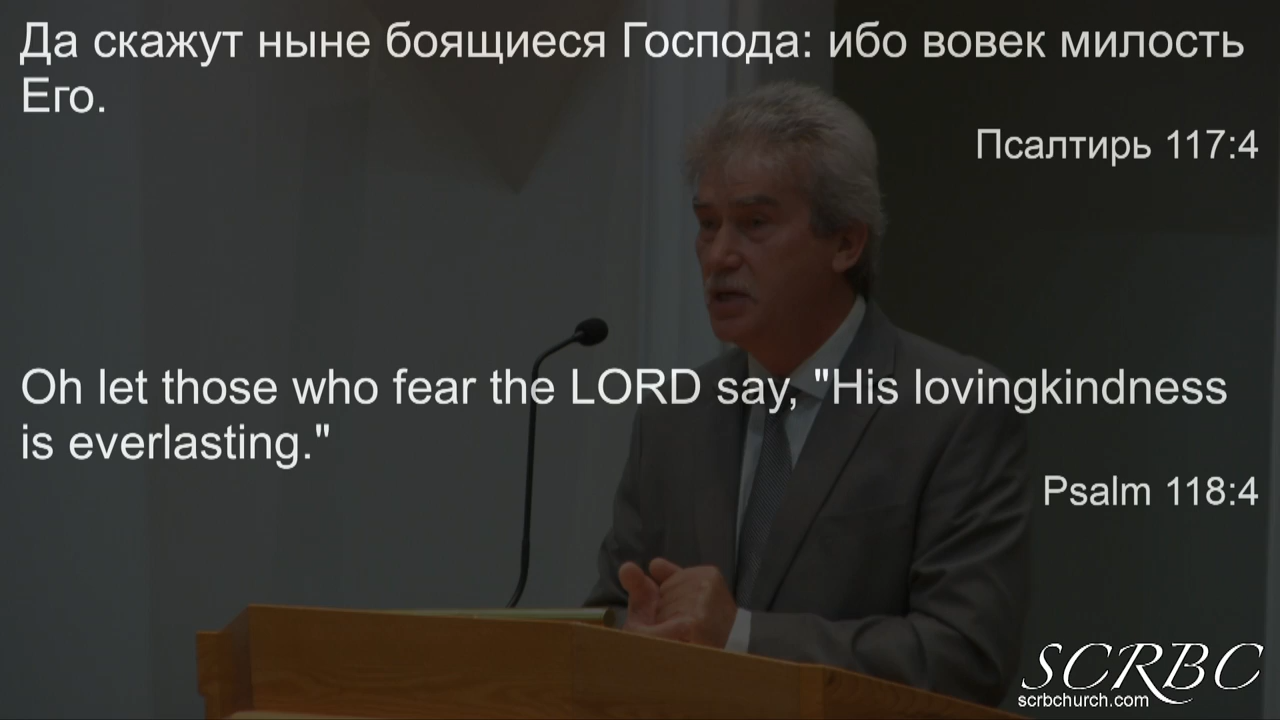 Да скажут ныне боящиеся Господа: ибо вовек милость
Его.
Псалтирь 117:4
Oh let those who fear the LORD say, "His lovingkindness
is everlasting."
Psalm 118:4
SCRBC
scrbchurch.com